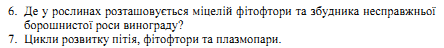 6. Де у рослинах розташовується міцелій фітофтори та збудника несправжньої
борошнистої роси винограду?
7. Цикли розвитку пітія, фітофтори та плазмопари.